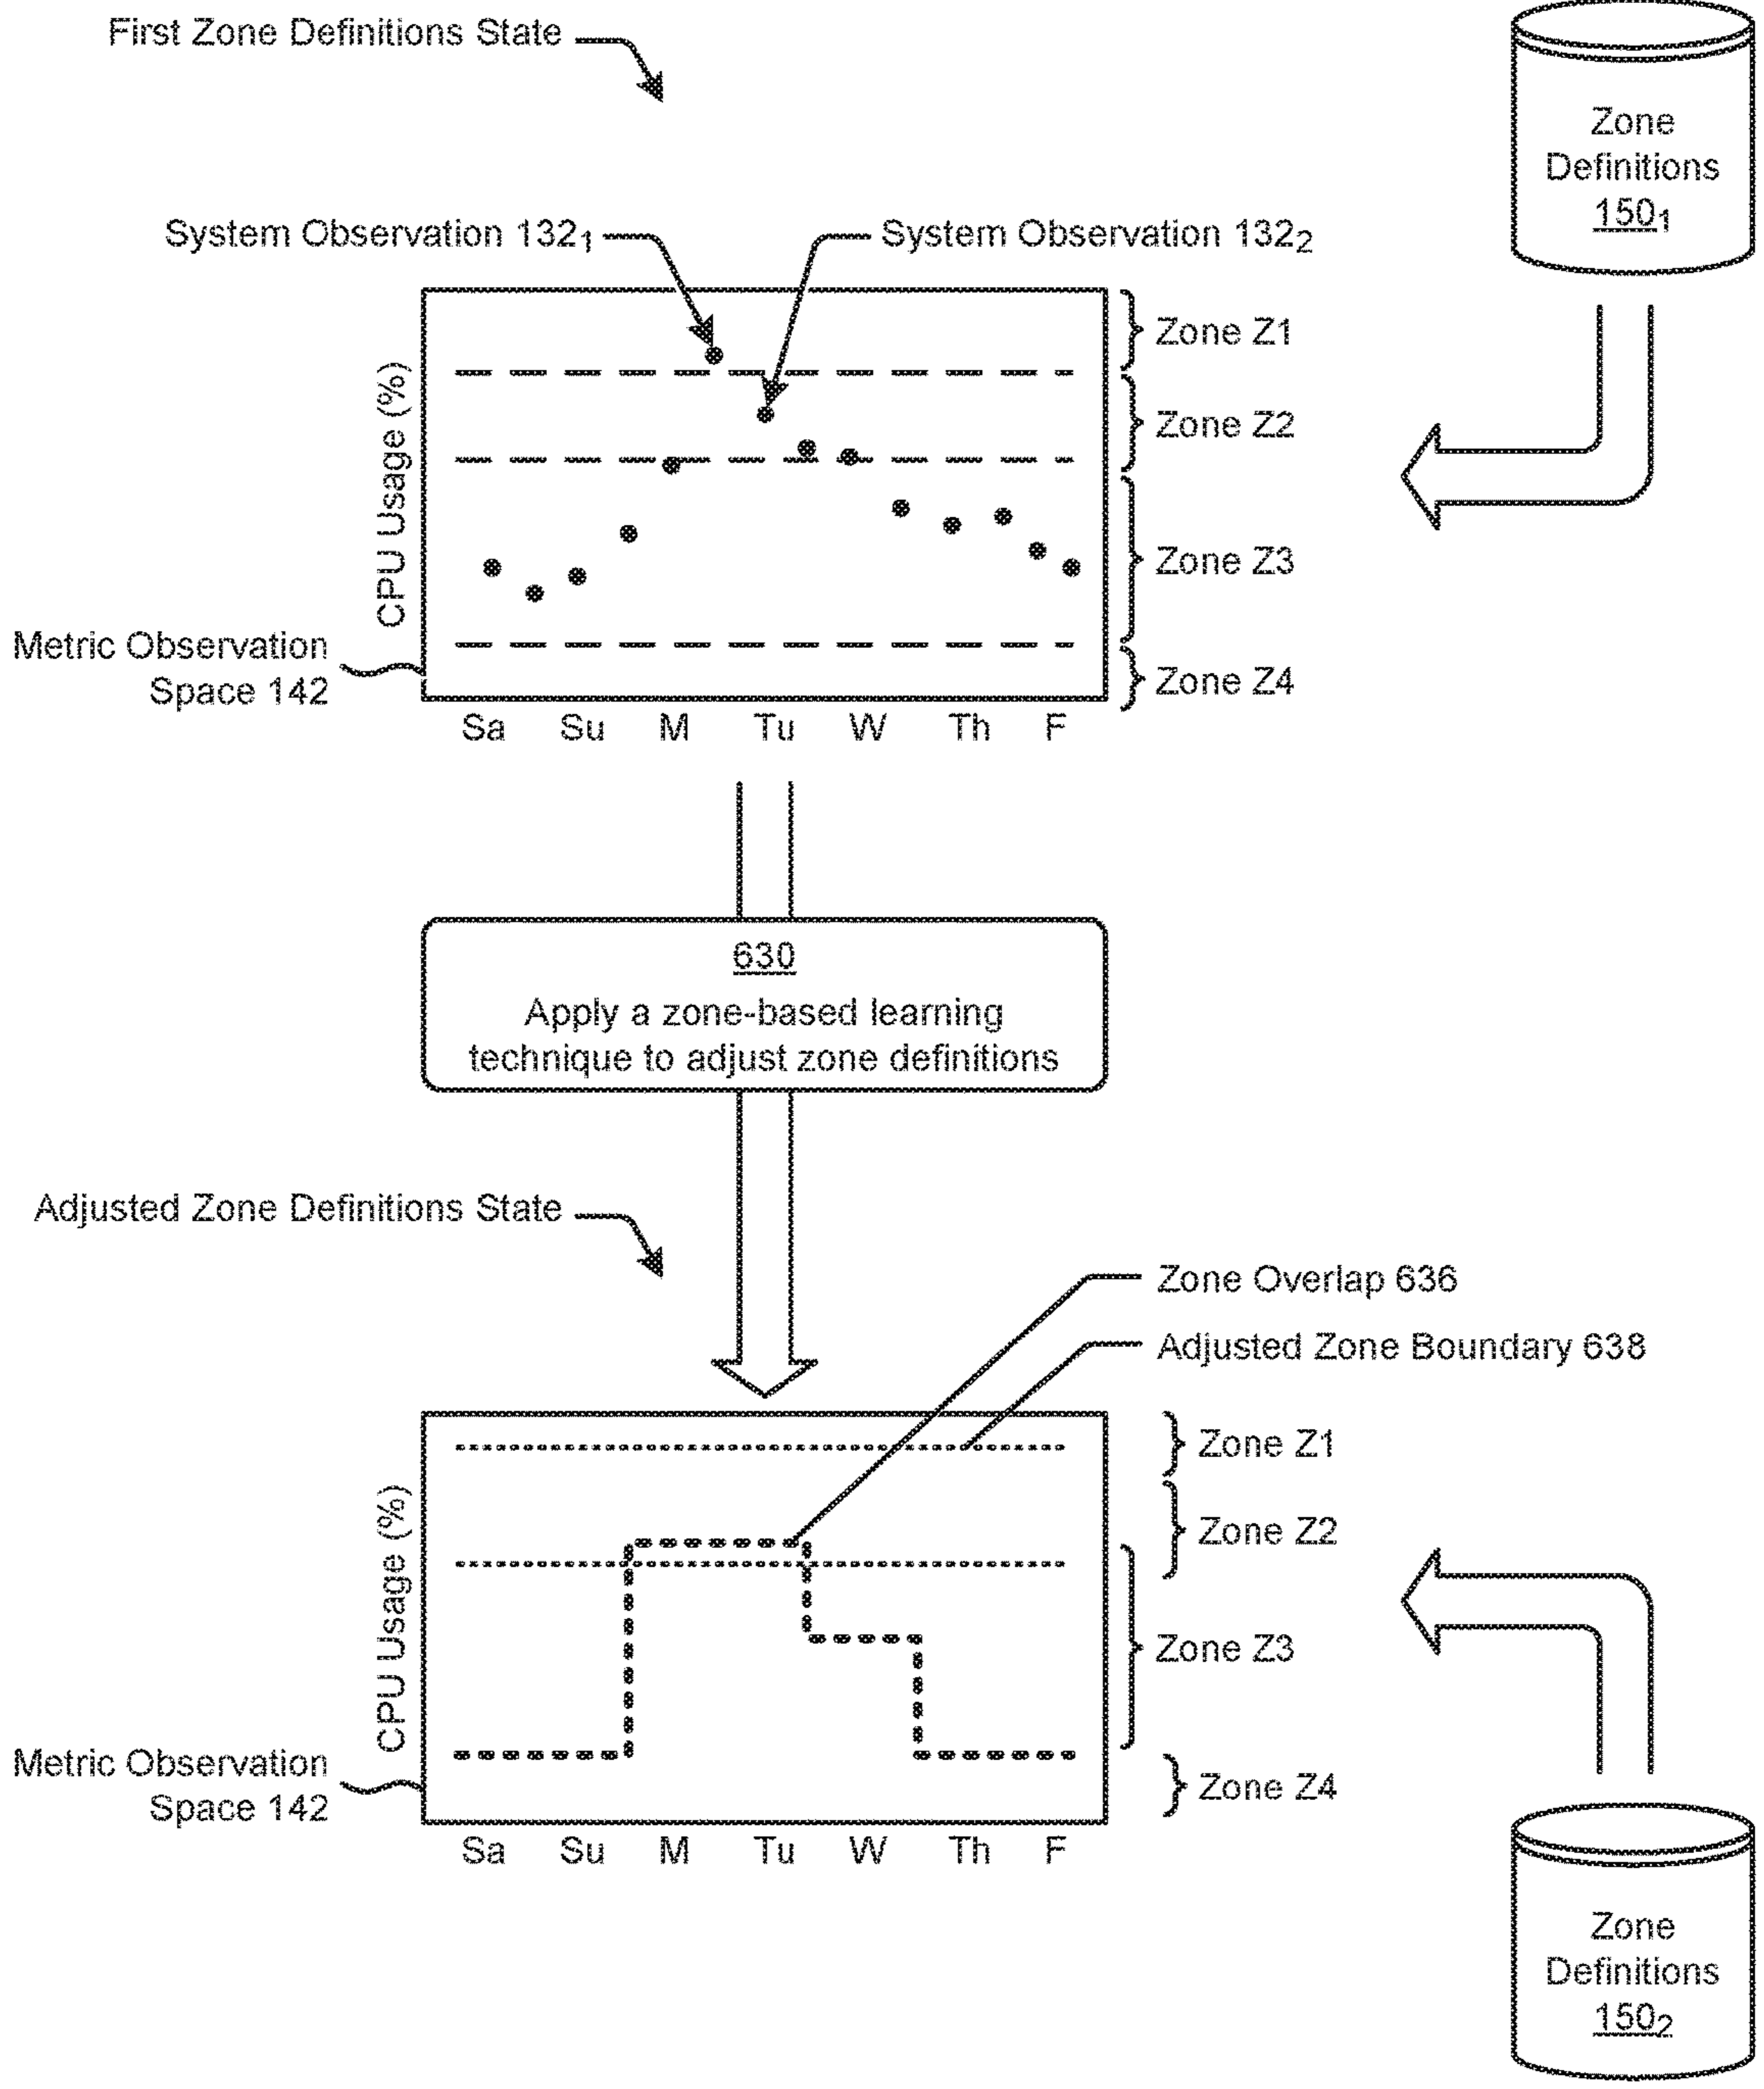 First Zone Definitions State
Zone
Definitions
150₁
System Observation 132₁
System Observation 132₂
CPU Usage (%)
Zone Z1
Zone Z2
Zone Z3
Zone Z4
Metric Observation
Space 142
Sa Su M Tu W Th F
630
Apply a zone-based learning
technique to adjust zone definitions
Adjusted Zone Definitions State
Zone Overlap 636
Adjusted Zone Boundary 638
CPU Usage (%)
Zone Z1
Zone Z2
Zone Z3
Zone Z4
Metric Observation
Space 142
Sa Su M Tu W Th F
Zone
Definitions
150₂